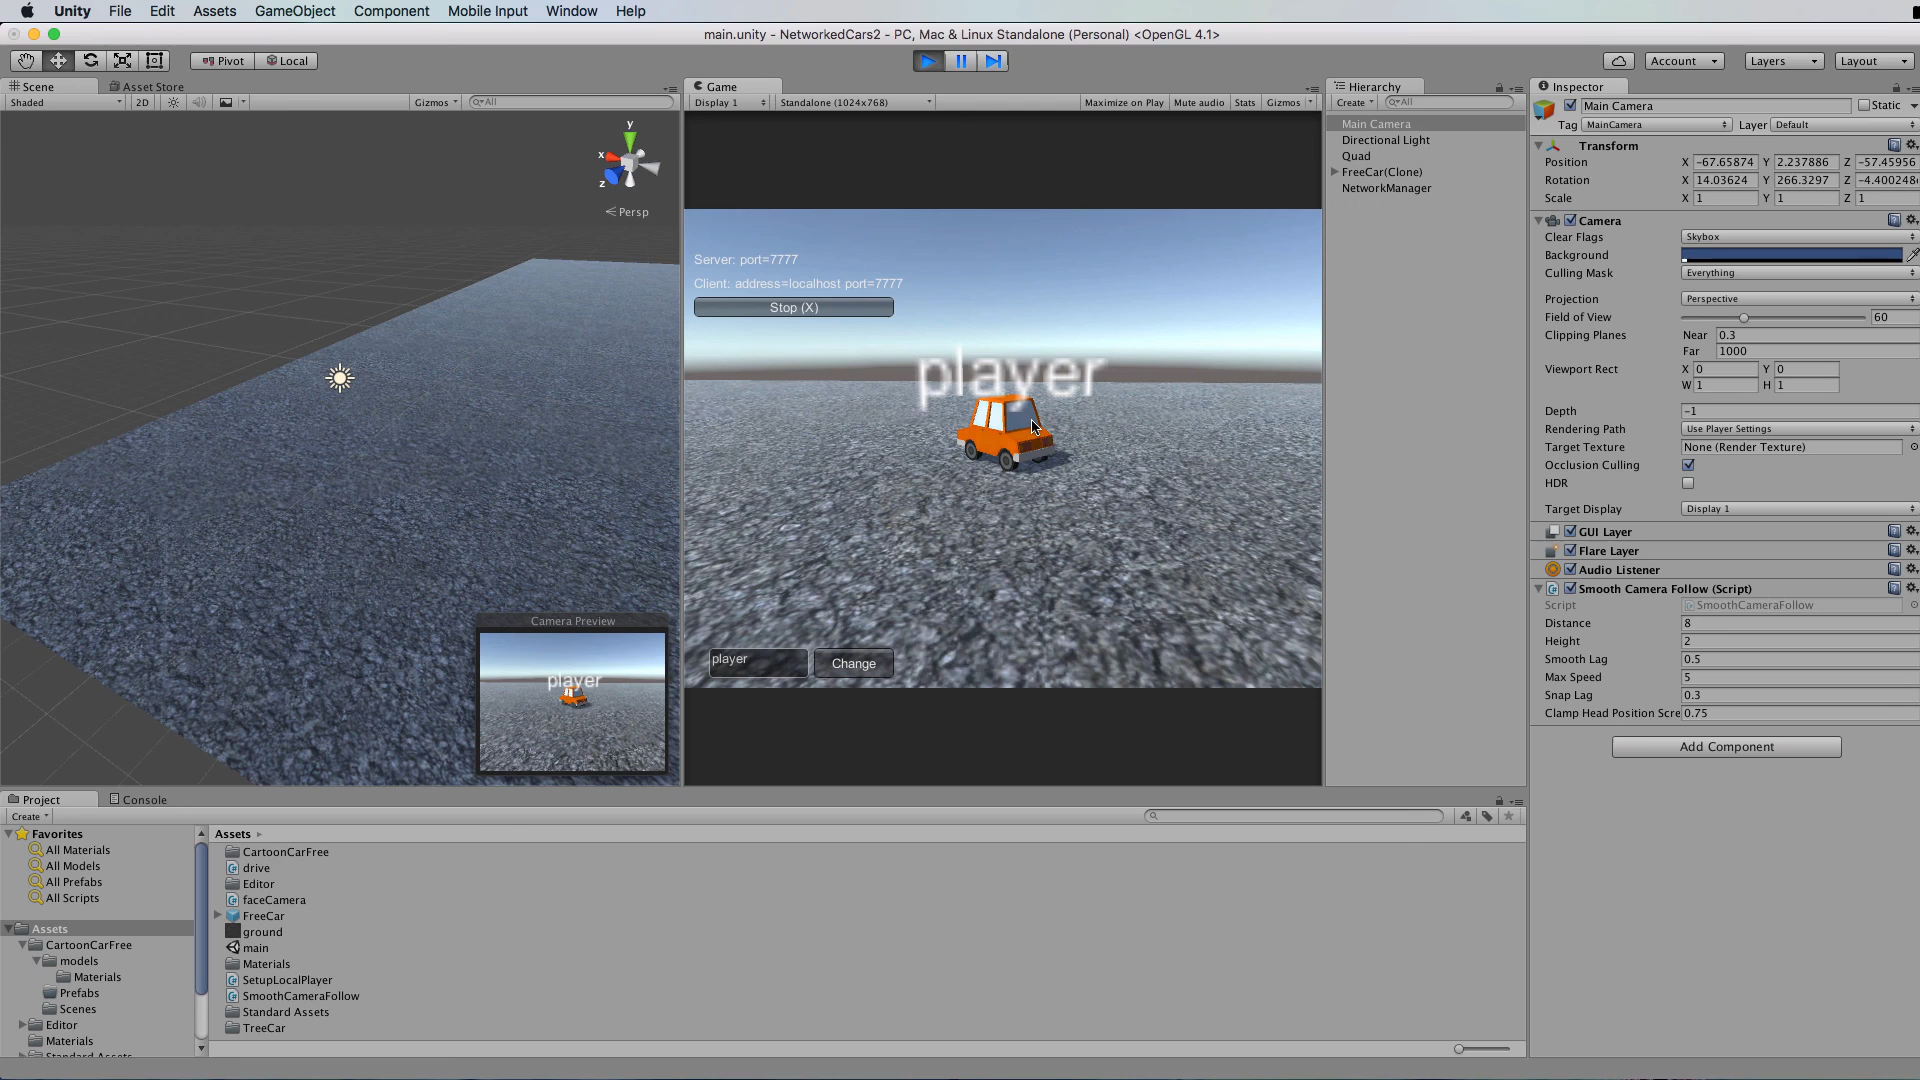 Unity File Edit Assets GameObject Component Mobile Input Window Help
main.unity - NetworkedCars2 - PC, Mac & Linux Standalone (Personal) <OpenGL 4.1>
Pivot Local
Account Layers Layout
Scene Asset Store
Shaded 2D Gizmos All
y
x
z
Persp
Camera Preview
player
Game
Display 1 Standalone (1024x768) Maximize on Play Mute audio Stats Gizmos
Server: port=7777
Client: address=localhost port=7777
Stop (X)
player
player Change
Hierarchy
Create All
Main Camera
Directional Light
Quad
FreeCar(Clone)
NetworkManager
Inspector
Main Camera Static
Tag MainCamera Layer Default
Transform
Position X -67.65874 Y 2.237886 Z -57.45956
Rotation X 14.03624 Y 266.3297 Z -4.400248
Scale X 1 Y 1 Z 1
Camera
Clear Flags Skybox
Background
Culling Mask Everything
Projection Perspective
Field of View 60
Clipping Planes Near 0.3
Far 1000
Viewport Rect X 0 Y 0
W 1 H 1
Depth -1
Rendering Path Use Player Settings
Target Texture None (Render Texture)
Occlusion Culling
HDR
Target Display Display 1
GUI Layer
Flare Layer
Audio Listener
Smooth Camera Follow (Script)
Script SmoothCameraFollow
Distance 8
Height 2
Smooth Lag 0.5
Max Speed 5
Snap Lag 0.3
Clamp Head Position Scre 0.75
Add Component
Project Console
Create
Favorites
All Materials
All Models
All Prefabs
All Scripts
Assets
CartoonCarFree
models
Materials
Prefabs
Scenes
Editor
Materials
Standard Assets
Assets
CartoonCarFree
drive
Editor
faceCamera
FreeCar
ground
main
Materials
SetupLocalPlayer
SmoothCameraFollow
Standard Assets
TreeCar